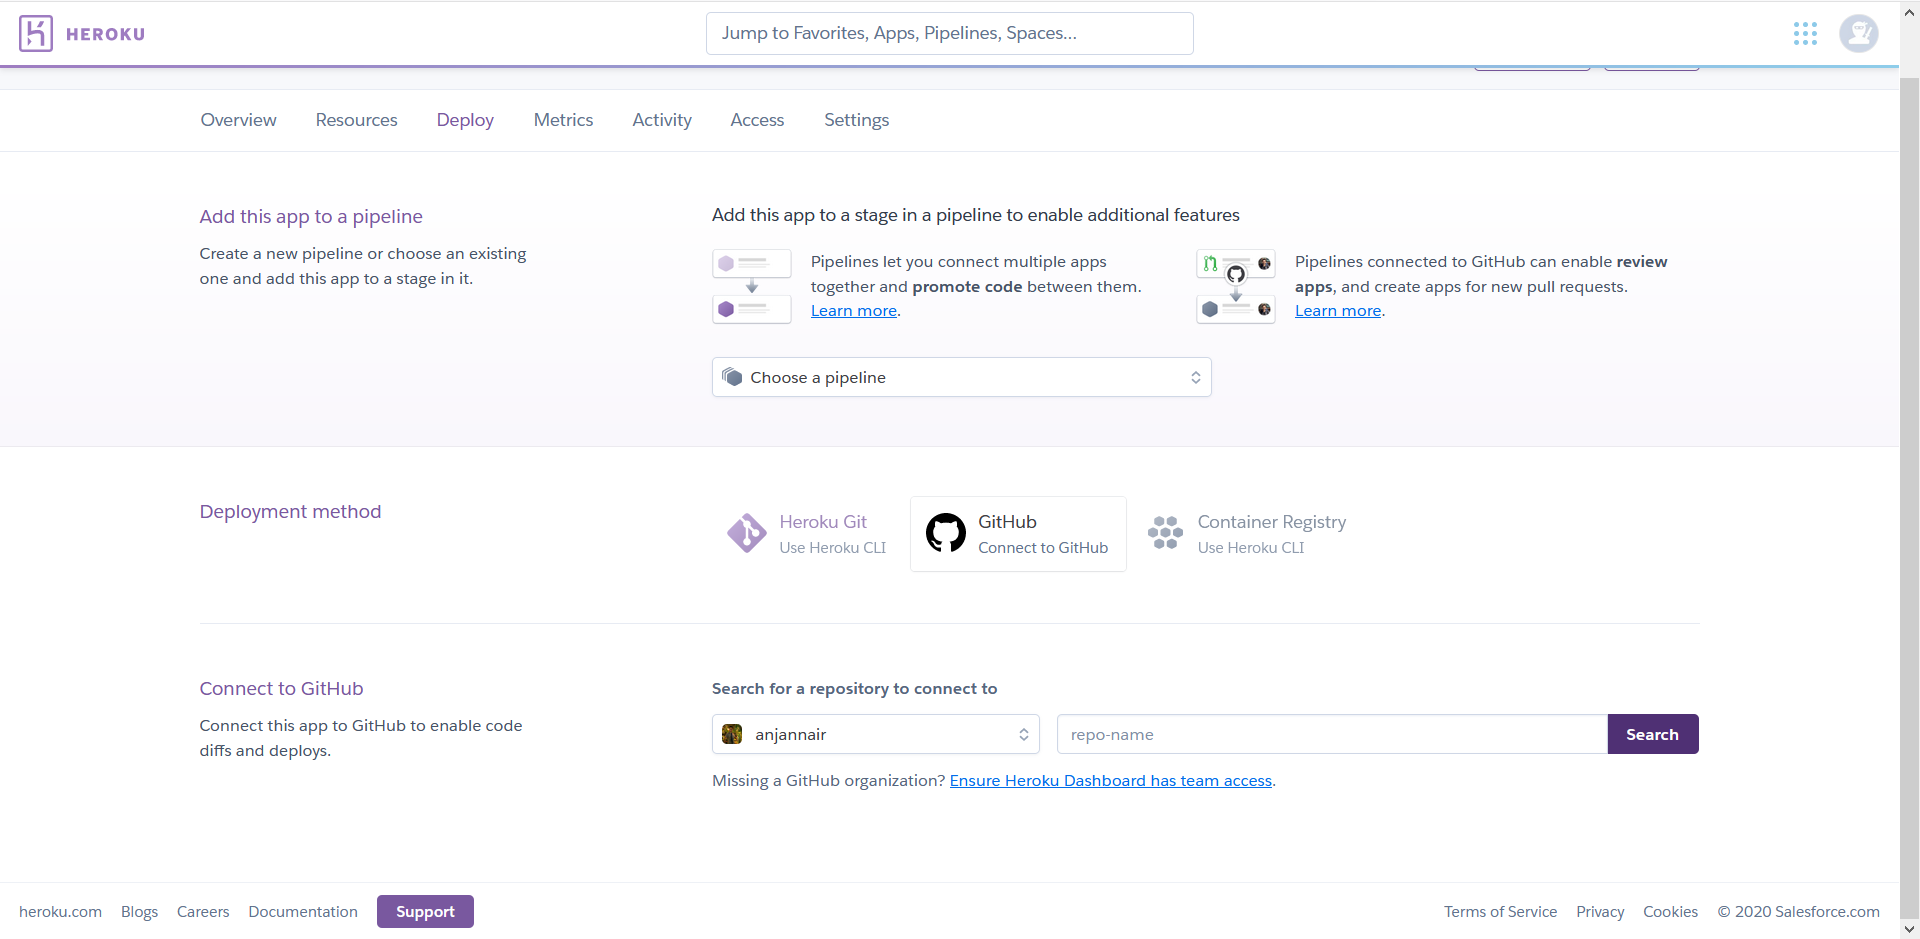 HEROKU
Jump to Favorites, Apps, Pipelines, Spaces...
Overview Resources Deploy Metrics Activity Access Settings
Add this app to a pipeline
Create a new pipeline or choose an existing
one and add this app to a stage in it.
Add this app to a stage in a pipeline to enable additional features
Pipelines let you connect multiple apps
together and promote code between them.
Learn more.
Pipelines connected to GitHub can enable review
apps, and create apps for new pull requests.
Learn more.
Choose a pipeline
Deployment method
Heroku Git
Use Heroku CLI
GitHub
Connect to GitHub
Container Registry
Use Heroku CLI
Connect to GitHub
Connect this app to GitHub to enable code
diffs and deploys.
Search for a repository to connect to
anjannair
repo-name
Search
Missing a GitHub organization? Ensure Heroku Dashboard has team access.
heroku.com Blogs Careers Documentation Support
Terms of Service Privacy Cookies © 2020 Salesforce.com